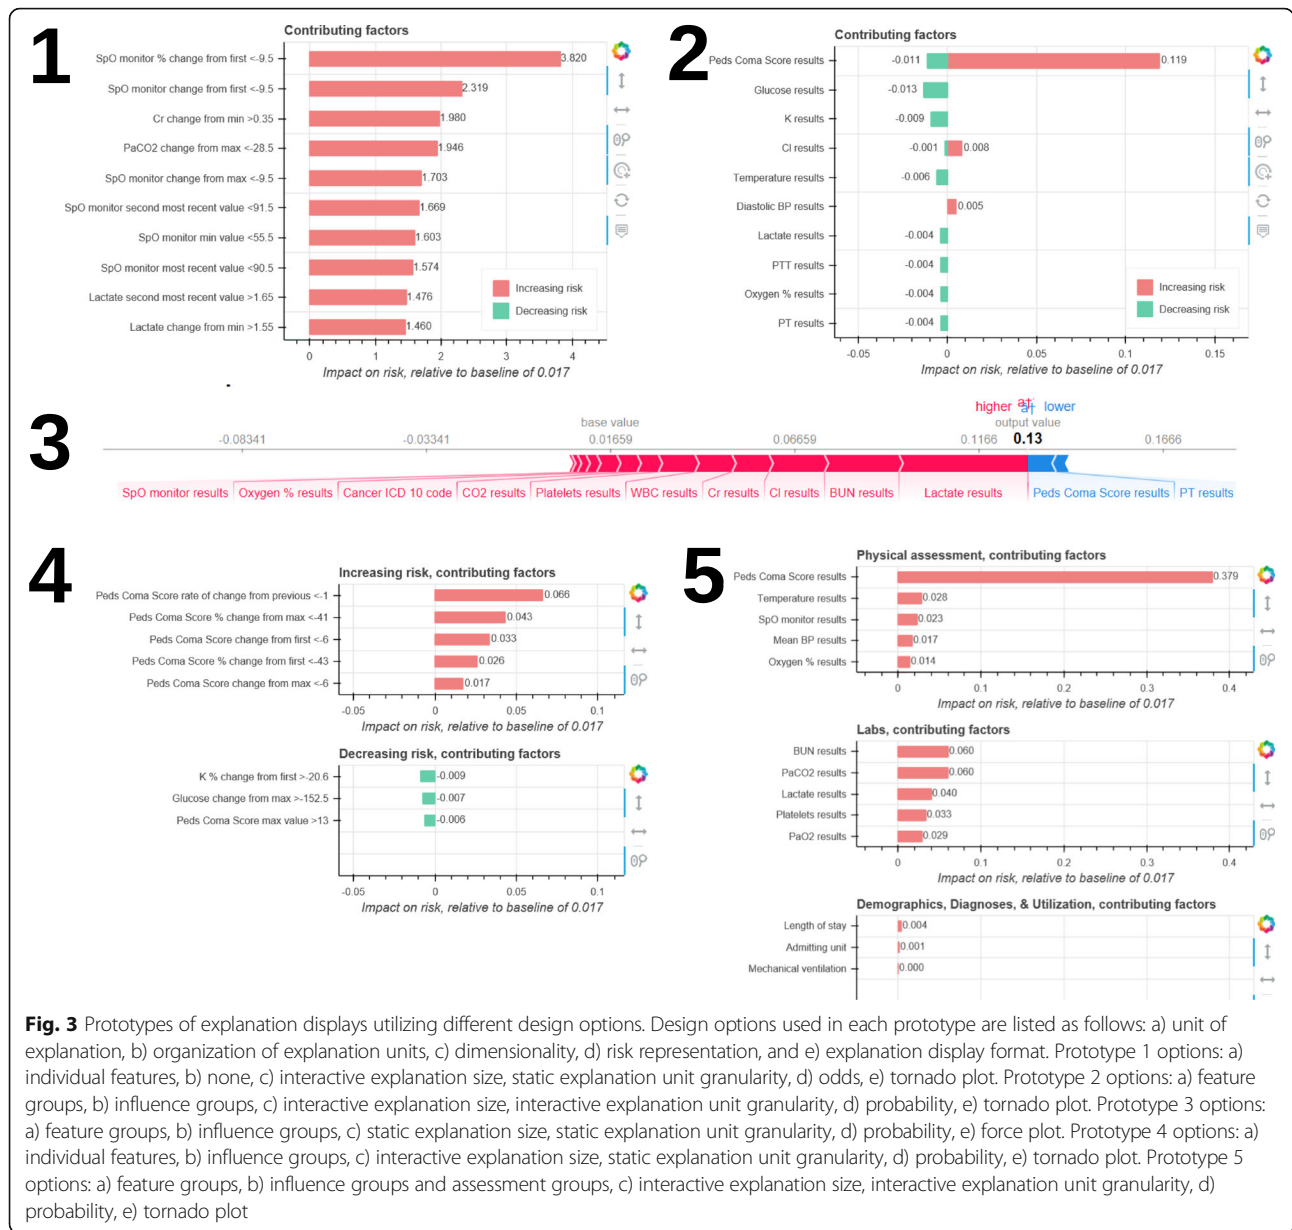 1
Contributing factors
SpO monitor % change from first <-9.5
3.820
SpO monitor change from first <-9.5
2.319
Cr change from min >0.35
1.980
PaCO2 change from max <-28.5
1.946
SpO monitor change from max <-9.5
1.703
SpO monitor second most recent value <91.5
1.669
SpO monitor min value <55.5
1.603
SpO monitor most recent value <90.5
1.574
Lactate second most recent value >1.65
1.476
Lactate change from min >1.55
1.460
Increasing risk
Decreasing risk
0 1 2 3 4
Impact on risk, relative to baseline of 0.017
2
Contributing factors
Peds Coma Score results
-0.011 0.119
Glucose results
-0.013
K results
-0.009
Cl results
-0.001 0.008
Temperature results
-0.006
Diastolic BP results
0.005
Lactate results
-0.004
PTT results
-0.004
Oxygen % results
-0.004
PT results
-0.004
Increasing risk
Decreasing risk
-0.05 0 0.05 0.1 0.15
Impact on risk, relative to baseline of 0.017
3
higher lower
base value output value
-0.08341 -0.03341 0.01659 0.06659 0.1166 0.13 0.1666
SpO monitor results Oxygen % results Cancer ICD 10 code CO2 results Platelets results WBC results Cr results Cl results BUN results Lactate results Peds Coma Score results PT results
4
Increasing risk, contributing factors
Peds Coma Score rate of change from previous <-1
0.066
Peds Coma Score % change from max <-41
0.043
Peds Coma Score change from first <-6
0.033
Peds Coma Score % change from first <-43
0.026
Peds Coma Score change from max <-6
0.017
-0.05 0 0.05 0.1
Impact on risk, relative to baseline of 0.017
Decreasing risk, contributing factors
K % change from first >-20.6
-0.009
Glucose change from max >-152.5
-0.007
Peds Coma Score max value >13
-0.006
-0.05 0 0.05 0.1
Impact on risk, relative to baseline of 0.017
5
Physical assessment, contributing factors
Peds Coma Score results
0.379
Temperature results
0.028
SpO monitor results
0.023
Mean BP results
0.017
Oxygen % results
0.014
0 0.1 0.2 0.3 0.4
Impact on risk, relative to baseline of 0.017
Labs, contributing factors
BUN results
0.060
PaCO2 results
0.060
Lactate results
0.040
Platelets results
0.033
PaO2 results
0.029
0 0.1 0.2 0.3 0.4
Impact on risk, relative to baseline of 0.017
Demographics, Diagnoses, & Utilization, contributing factors
Length of stay
0.004
Admitting unit
0.001
Mechanical ventilation
0.000
Fig. 3 Prototypes of explanation displays utilizing different design options. Design options used in each prototype are listed as follows: a) unit of
explanation, b) organization of explanation units, c) dimensionality, d) risk representation, and e) explanation display format. Prototype 1 options: a)
individual features, b) none, c) interactive explanation size, static explanation unit granularity, d) odds, e) tornado plot. Prototype 2 options: a) feature
groups, b) influence groups, c) interactive explanation size, interactive explanation unit granularity, d) probability, e) tornado plot. Prototype 3 options:
a) feature groups, b) influence groups, c) static explanation size, static explanation unit granularity, d) probability, e) force plot. Prototype 4 options: a)
individual features, b) influence groups, c) interactive explanation size, static explanation unit granularity, d) probability, e) tornado plot. Prototype 5
options: a) feature groups, b) influence groups and assessment groups, c) interactive explanation size, interactive explanation unit granularity, d)
probability, e) tornado plot